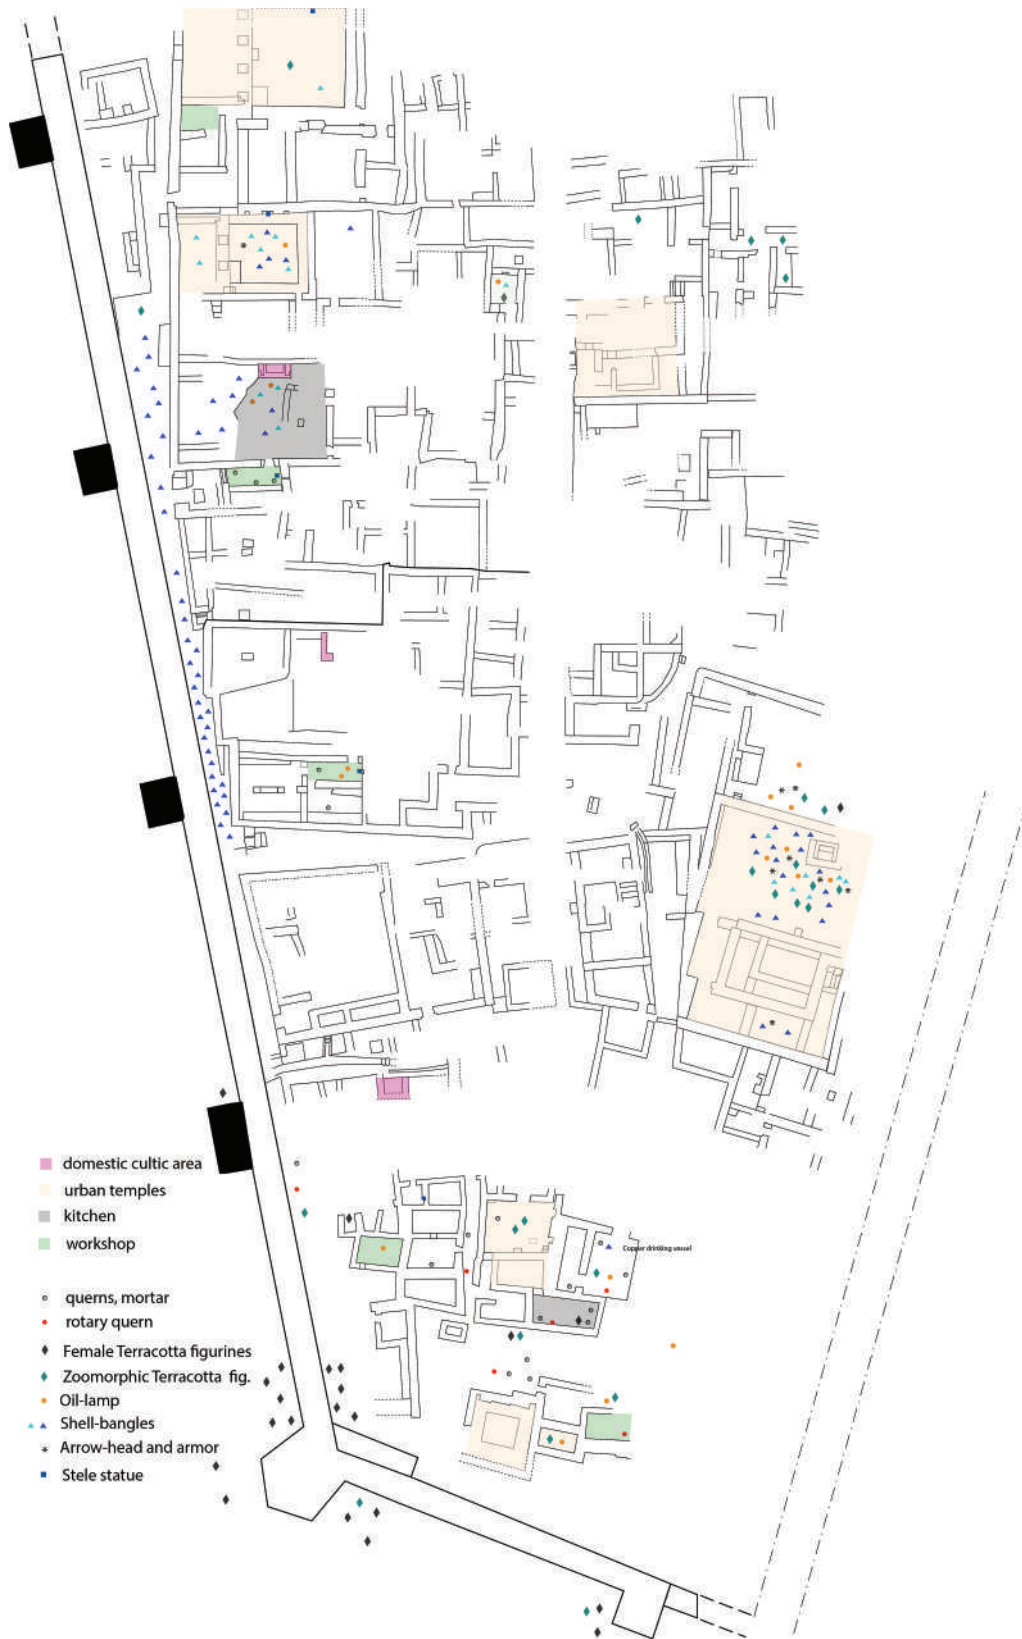 Copper drinking vessel
domestic cultic area
urban temples
kitchen
workshop
querns, mortar
rotary quern
Female Terracotta figurines
Zoomorphic Terracotta fig.
Oil-lamp
Shell-bangles
Arrow-head and armor
Stele statue